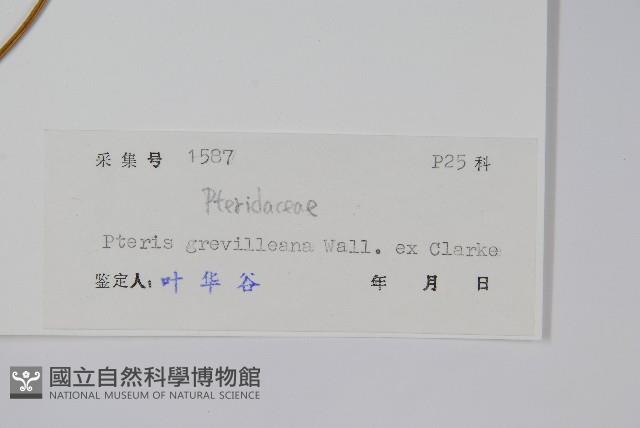 采集号 1587 P25 科
Pteridaceae
Pteris grevilleana Wall. ex Clarke
鉴定人: 叶华谷 年 月 日
國立自然科學博物館
NATIONAL MUSEUM OF NATURAL SCIENCE